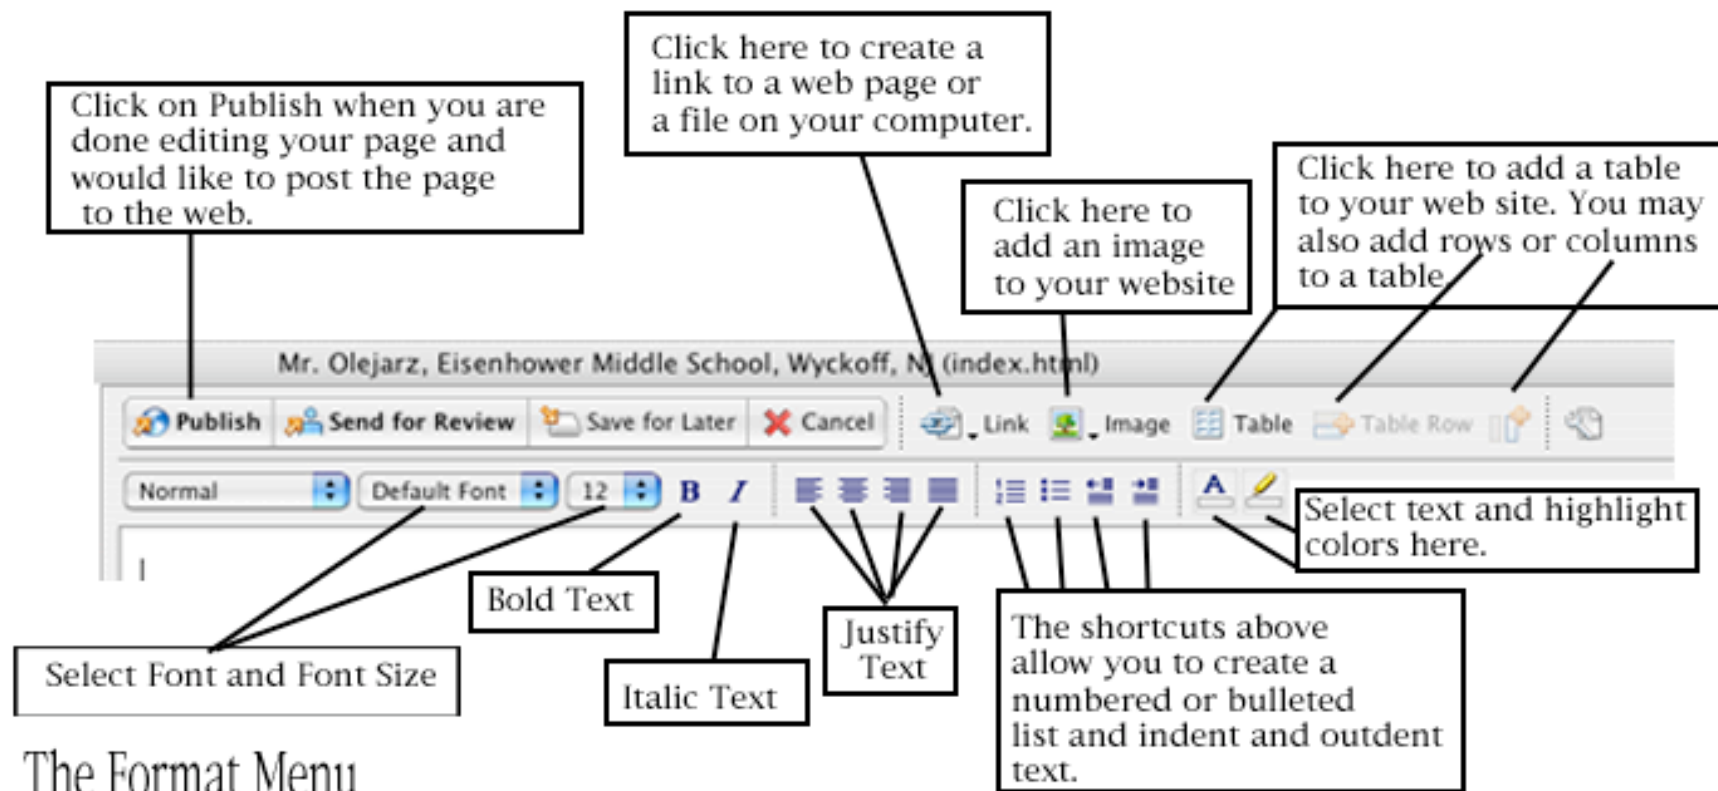 Click here to create a
link to a web page or
a file on your computer.
Click on Publish when you are
done editing your page and
would like to post the page
to the web.
Click here to add a table
to your web site. You may
also add rows or columns
to a table.
Click here to
add an image
to your website
Mr. Olejarz, Eisenhower Middle School, Wyckoff, NJ (index.html)
Publish Send for Review Save for Later Cancel Link Image Table Table Row
Normal Default Font 12 B I A
Select text and highlight
colors here.
Bold Text
Justify
Text
The shortcuts above
allow you to create a
numbered or bulleted
list and indent and outdent
text.
Select Font and Font Size
Italic Text
The Format Menu